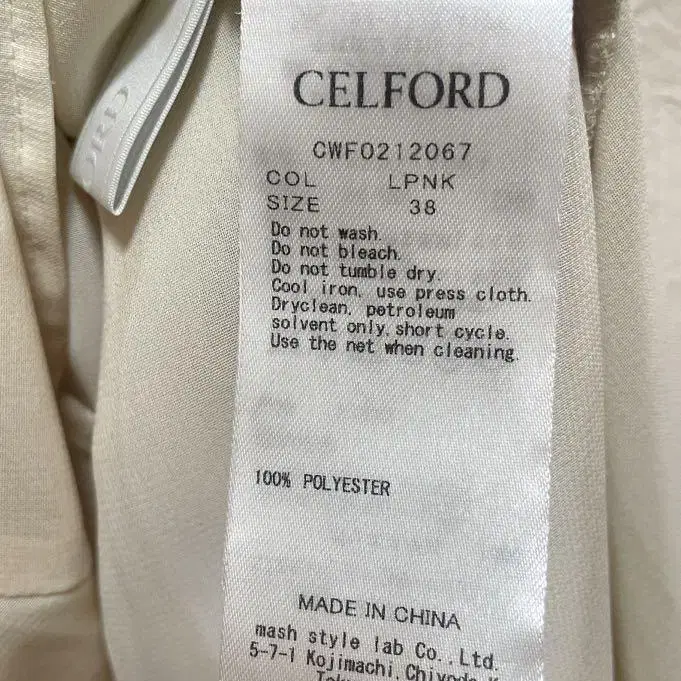 CELFORD
CWF0212067
COL LPNK
SIZE 38
Do not wash.
Do not bleach.
Do not tumble dry.
Cool iron, use press cloth.
Dryclean, petroleum
solvent only, short cycle.
Use the net when cleaning.
100% POLYESTER
MADE IN CHINA
mash style lab Co.,Ltd.
5-7-1 Kojimachi,Chiyoda-K